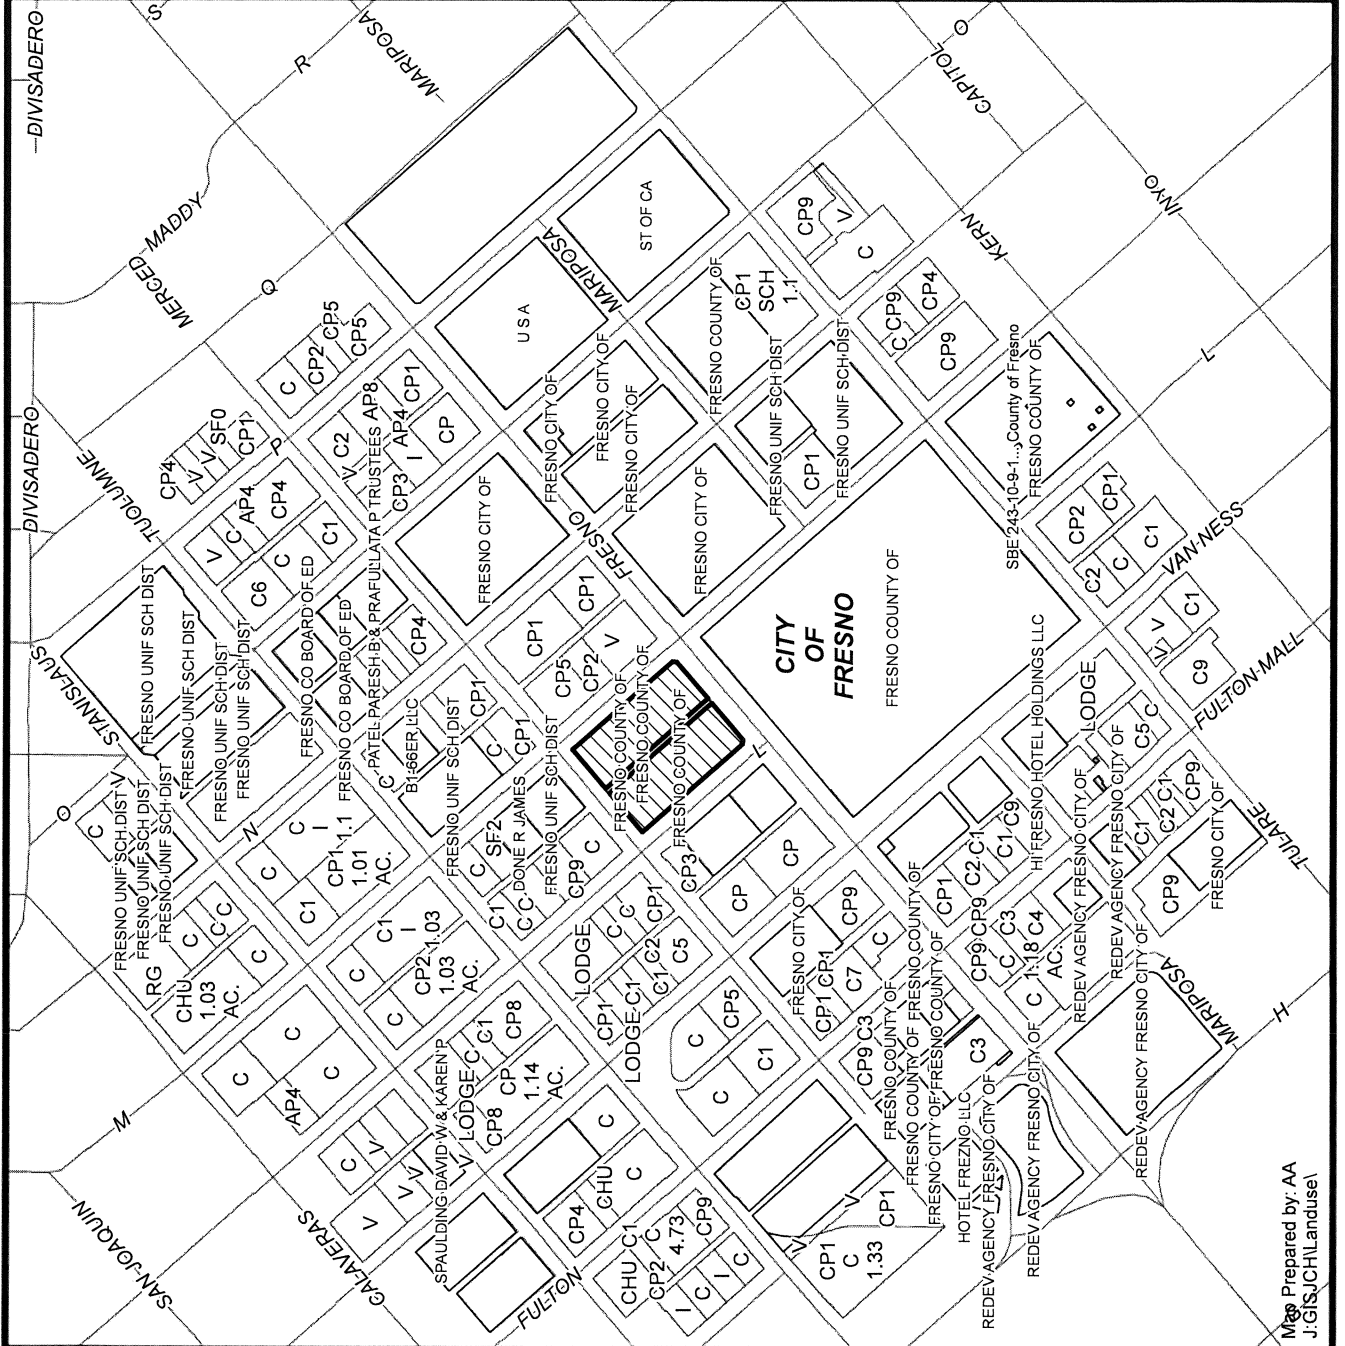 DIVISADERO
S
R
MARIPOSA
O
CAPITOL
MERCED
MADDY
Q
DIVISADERO
TUOLUMNE
C
CP2
CP5
CP5
USA
MARIPOSA
ST OF CA
CP9
V
C
KERN
INYO
CP4
V
V
SF0
CP1
P
V
C2
AP8
AP4
CP1
CP3
I
CP
FRESNO CITY OF
FRESNO CITY OF
FRESNO CITY OF
FRESNO COUNTY OF
CP1
SCH
1.1
C
CP9
CP4
CP9
FRESNO UNIF SCH DIST
CP1
FRESNO UNIF SCH DIST
SBE 243-10-9-1...County of Fresno
FRESNO COUNTY OF
L
V
C
AP4
CP4
C6
C
C1
PATEL PARESH B & PRAFULLATA P TRUSTEES
FRESNO CITY OF
FRESNO
FRESNO CITY OF
STANISLAUS
FRESNO UNIF SCH DIST
FRESNO UNIF SCH DIST
FRESNO UNIF SCH DIST
FRESNO UNIF SCH DIST
FRESNO CO BOARD OF ED
FRESNO CO BOARD OF ED
CP4
CP1
CP1
CP5
CP2
V
CITY
OF
FRESNO
FRESNO COUNTY OF
CP2
CP1
C2
C
C1
VAN NESS
O
C
V
FRESNO UNIF SCH DIST
FRESNO UNIF SCH DIST
FRESNO UNIF SCH DIST
N
C
B1-66ER LLC
CP1
FRESNO UNIF SCH DIST
C
CP1
FRESNO UNIF SCH DIST
FRESNO COUNTY OF
FRESNO COUNTY OF
FRESNO COUNTY OF
L
HI FRESNO HOTEL HOLDINGS LLC
LODGE
V
V
C1
C9
FULTON MALL
C
C
I
CP1
1.1
1.01
AC.
C1
C
SF2
C1
C
C
DONER JAMES
CP9
C
CP3
CP
CP
C5
C
REDEV AGENCY FRESNO CITY OF
REDEV AGENCY FRESNO CITY OF
C1
C2
C1
CP9
FRESNO CITY OF
CP9
TULARE
RG
C
C
C
CHU
1.03
AC.
C
C1
I
C
CP2
1.03
1.03
AC.
C
LODGE
C
C
CP1
C2
C1
C5
CP1
LODGE
C1
FRESNO CITY OF
CP9
CP1
CP1
C
C7
CP1
C2
C1
C1
C9
CP9
CP9
C
C3
1.18
C4
AC.
C
REDEV AGENCY FRESNO CITY OF
MARIPOSA
H
M
C
C
AP4
C
LODGE
C
C1
CP8
CP8
CP
1.14
AC.
C
CP5
C
C1
CP9
C3
FRESNO COUNTY OF
FRESNO COUNTY OF FRESNO COUNTY OF
FRESNO CITY OF FRESNO COUNTY OF
C3
REDEV AGENCY FRESNO CITY OF
SAN JOAQUIN
CALAVERAS
C
V
V
V
V
SPAULDING DAVID W & KAREN P
C
CP4
CHU
C
FULTON
CHU
C1
CP2
C
4.73
CP9
I
C
I
C
V
V
CP1
CP1
C
1.33
HOTEL FREZNO LLC
REDEV AGENCY FRESNO CITY OF
REDEV AGENCY FRESNO CITY OF
Map Prepared by: AA
J:GISJCH\Landuse\